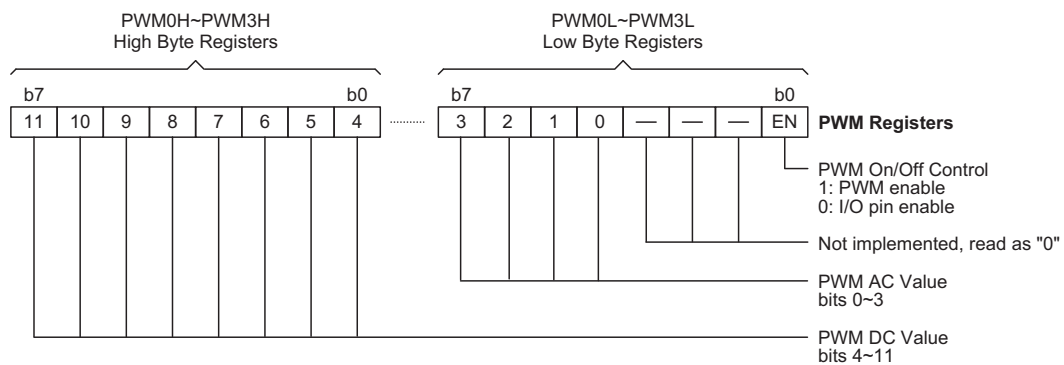 PWM0H~PWM3H
High Byte Registers
PWM0L~PWM3L
Low Byte Registers
b7 b0 b7 b0
11 10 9 8 7 6 5 4 3 2 1 0 — — — EN PWM Registers
PWM On/Off Control
1: PWM enable
0: I/O pin enable
Not implemented, read as "0"
PWM AC Value
bits 0~3
PWM DC Value
bits 4~11